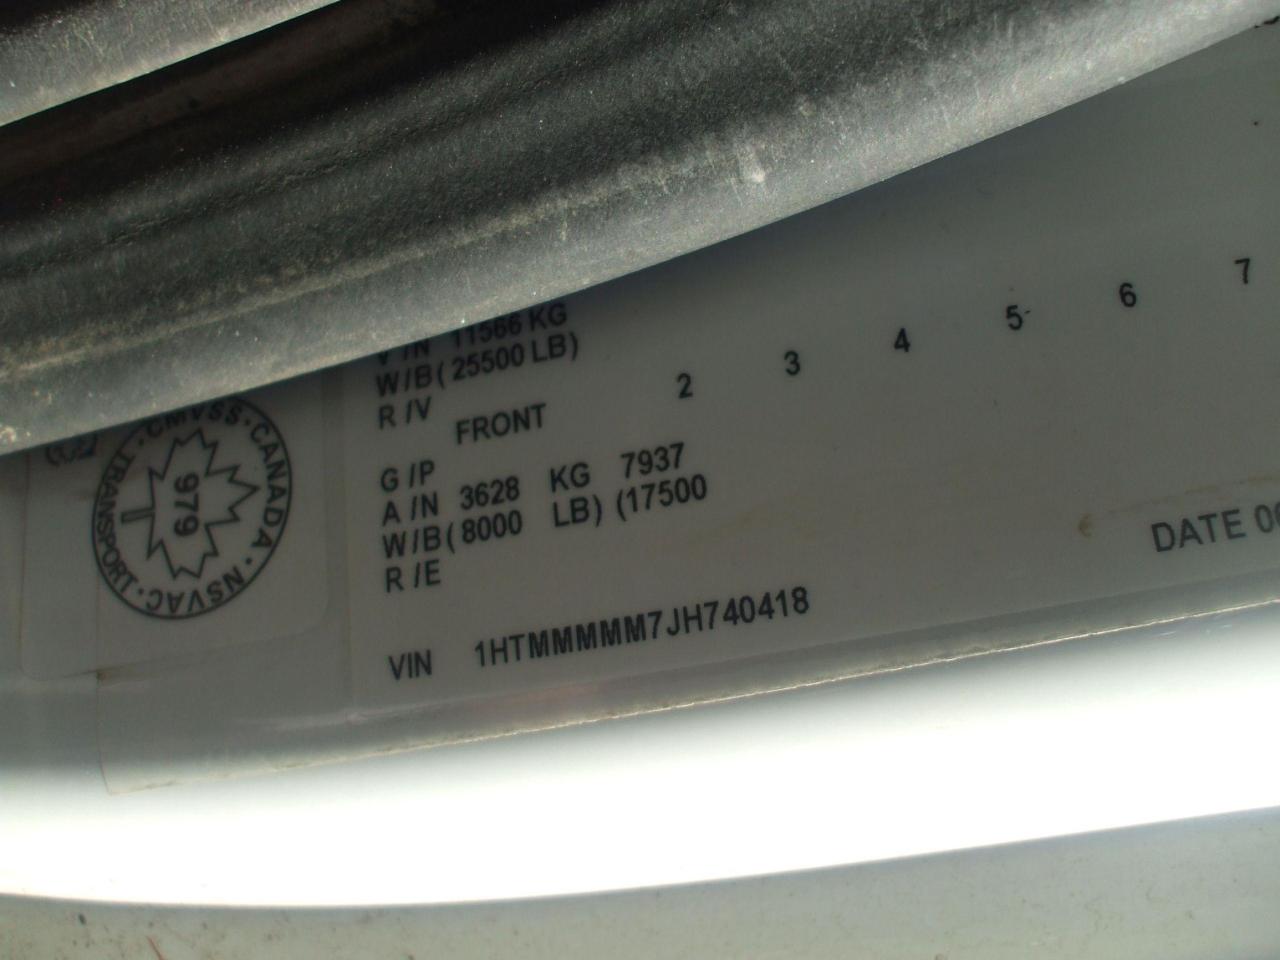 V /N 11566 KG
W/B( 25500 LB)
R /V
FRONT 2 3 4 5 6 7
G /P
A /N 3628 KG 7937
W/B( 8000 LB) (17500
R /E
VIN 1HTMMMMM7JH740418
DATE
CMVSS · CANADA · NSVAC · TRANSPORT ·
979